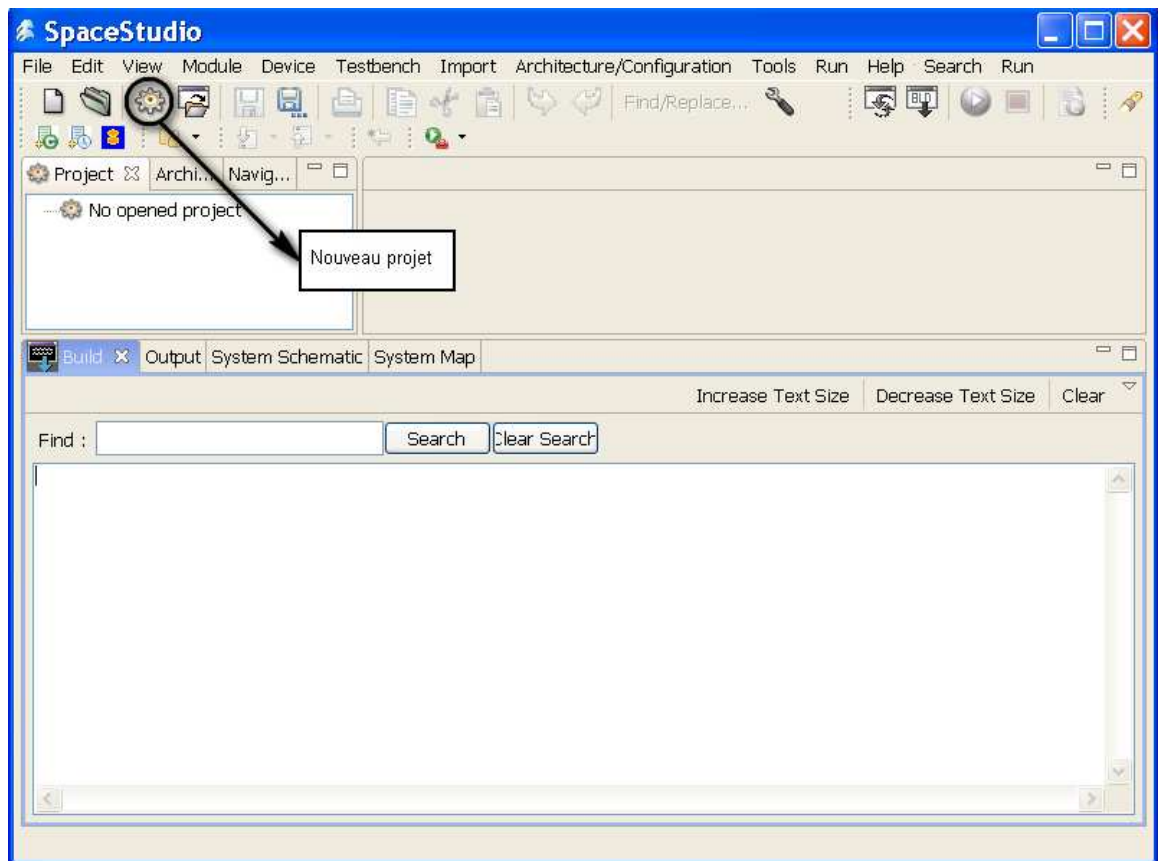 SpaceStudio
File Edit View Module Device Testbench Import Architecture/Configuration Tools Run Help Search Run
Find/Replace...
Project Archi... Navig...
No opened project
Nouveau projet
Build Output System Schematic System Map
Increase Text Size Decrease Text Size Clear
Find : Search Clear Search